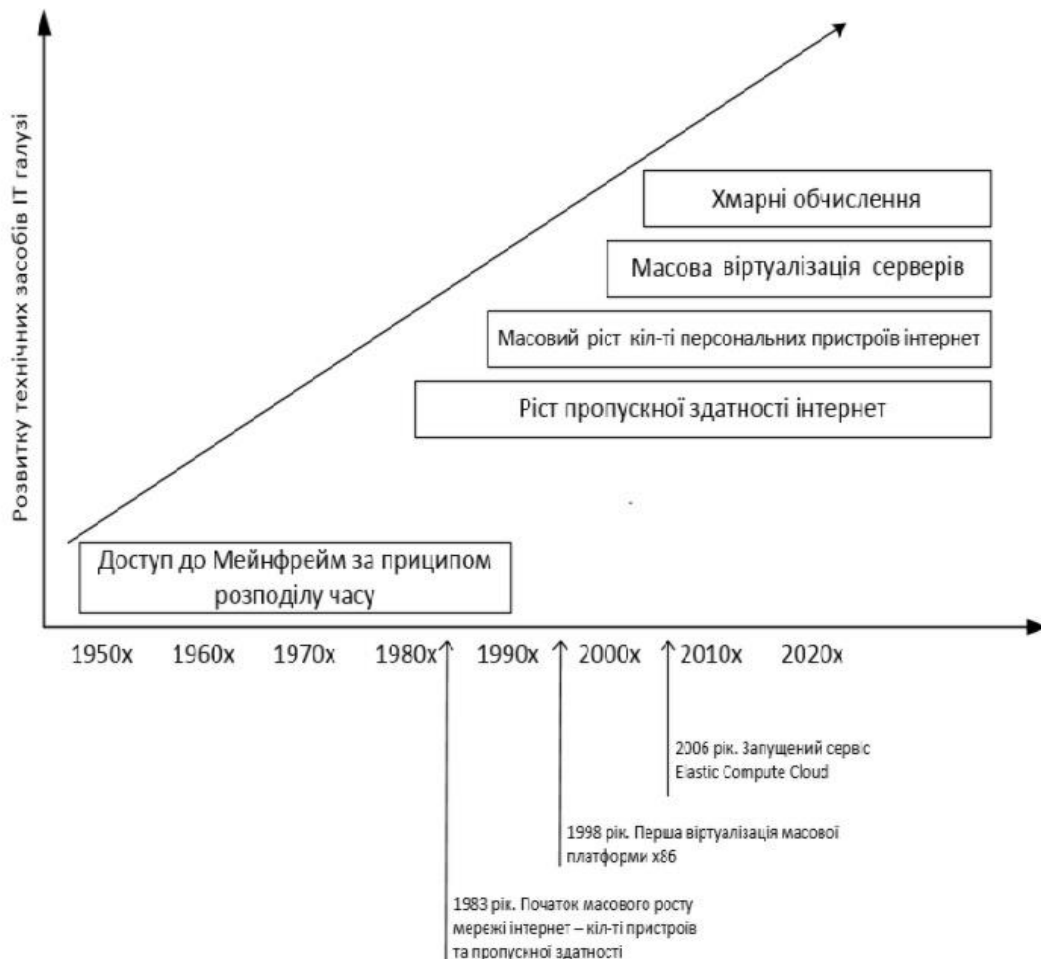 Розвитку технічних засобів ІТ галузі
Хмарні обчислення
Масова віртуалізація серверів
Масовий ріст кіл-ті персональних пристроїв інтернет
Ріст пропускної здатності інтернет
Доступ до Мейнфрейм за приципом
розподілу часу
1950х 1960х 1970х 1980х 1990х 2000х 2010х 2020х
2006 рік. Запущений сервіс
Elastic Compute Cloud
1998 рік. Перша віртуалізація масової
платформи х86
1983 рік. Початок масового росту
мережі інтернет – кіл-ті пристроїв
та пропускної здатності